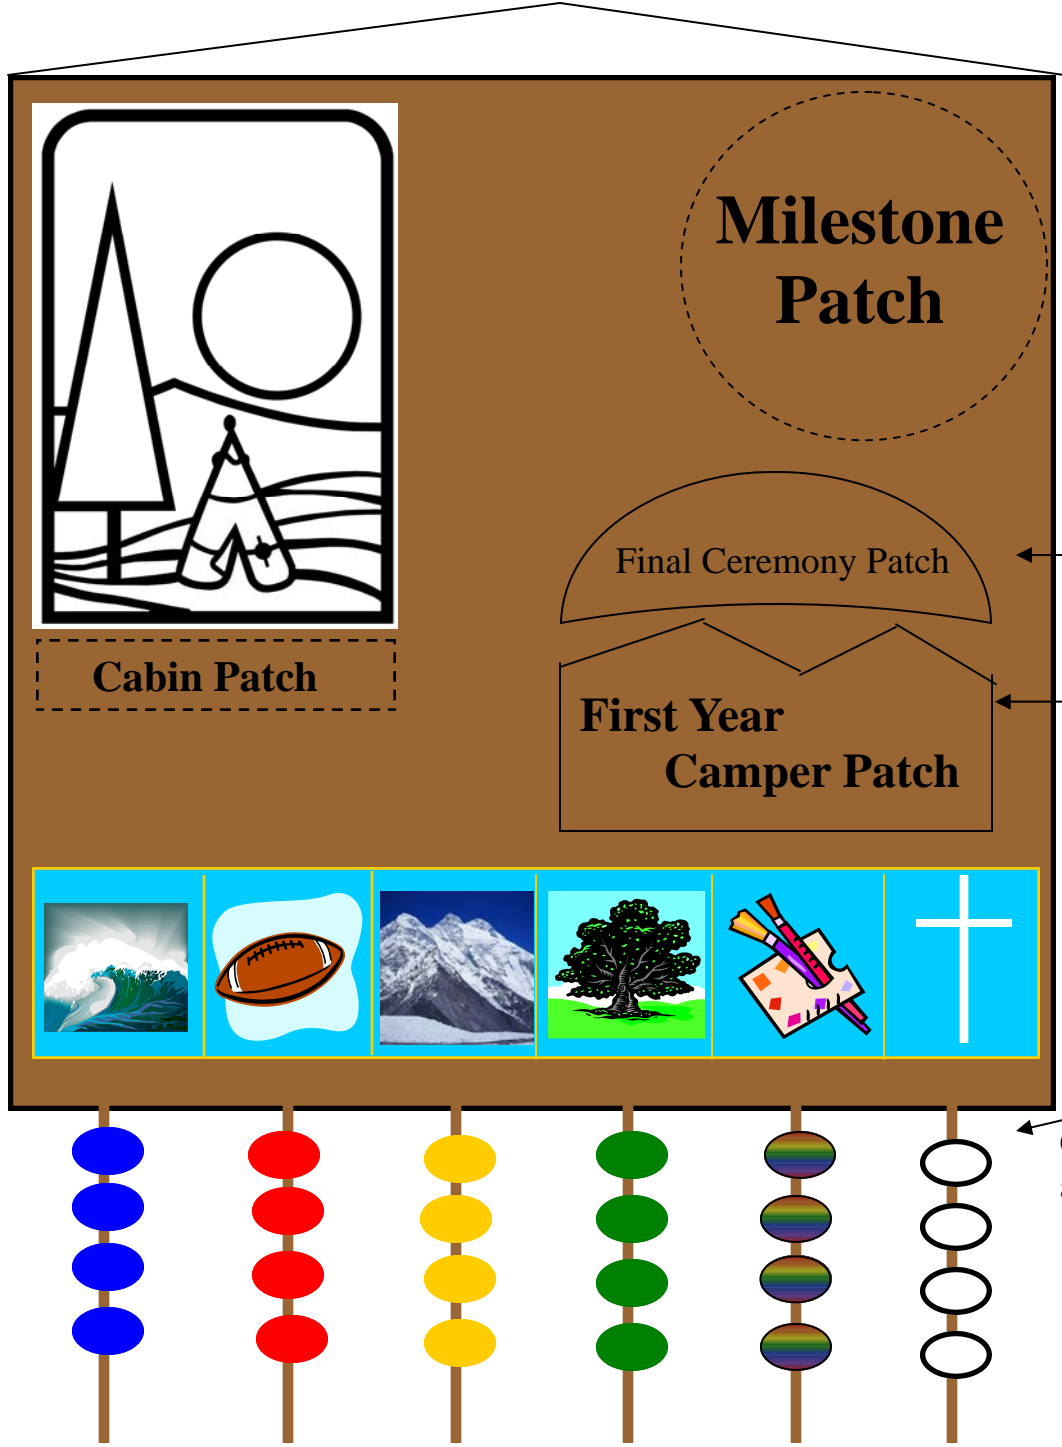 Milestone
Patch
Final Ceremony Patch
Cabin Patch
First Year
Camper Patch